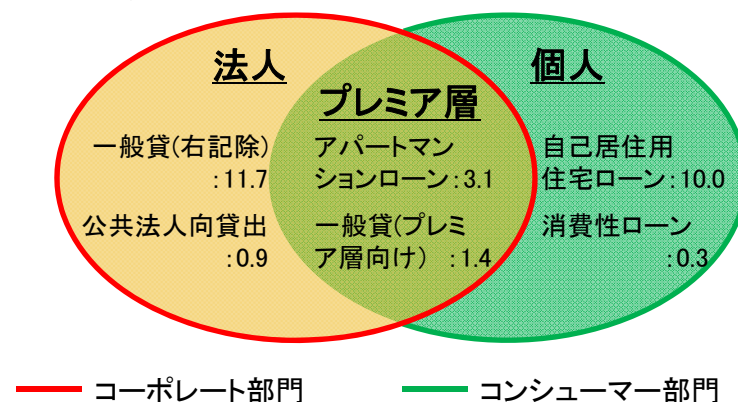 法人
個人
プレミア層
一般貸(右記除)
:11.7
アパートマン
ションローン:3.1
自己居住用
住宅ローン:10.0
公共法人向貸出
:0.9
一般貸(プレミ
ア層向け) :1.4
消費性ローン
:0.3
コーポレート部門
コンシューマー部門